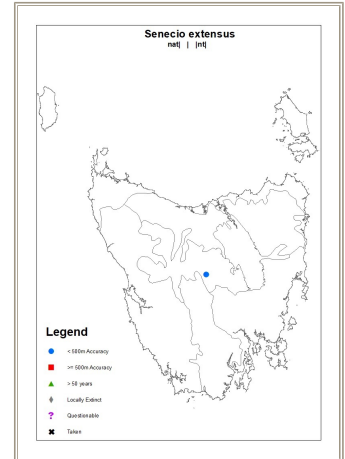 Senecio extensus
nat| | |nt|
Legend
< 500m Accuracy
>= 500m Accuracy
> 50 years
Locally Extinct
? Questionable
Taken